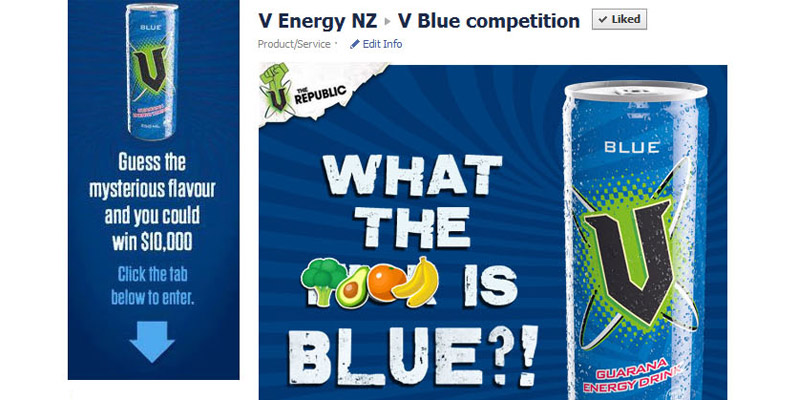 BLUE
V
Guess the
mysterious flavour
and you could
win $10,000
Click the tab
below to enter.
V Energy NZ ▸ V Blue competition
Liked
Product/Service · Edit Info
V THE
REPUBLIC
WHAT
THE
IS
BLUE?!
BLUE
V
GUARANA
ENERGY DRINK